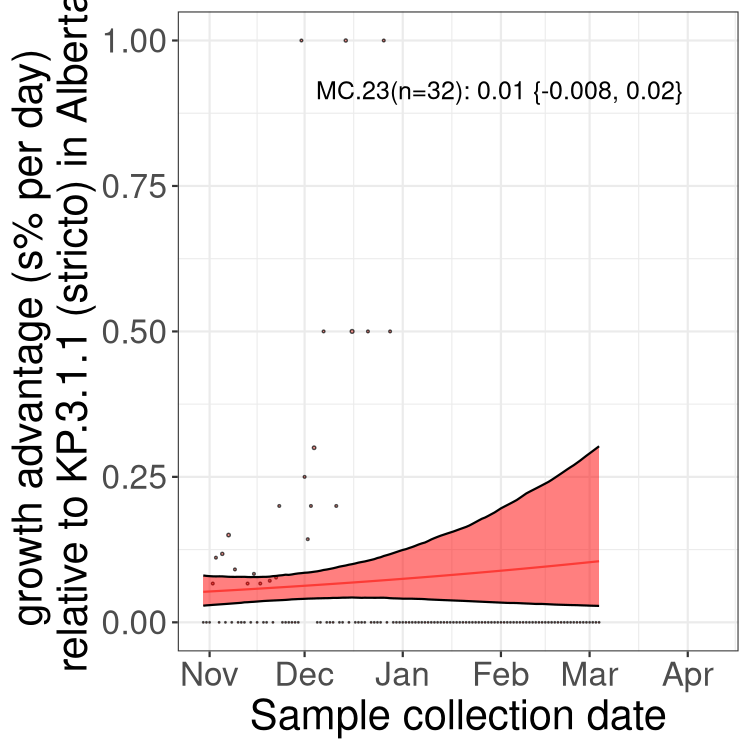 growth advantage (s% per day)
relative to KP.3.1.1 (stricto) in Alberta
1.00
0.75
0.50
0.25
0.00
MC.23(n=32): 0.01 {-0.008, 0.02}
Nov Dec Jan Feb Mar Apr
Sample collection date